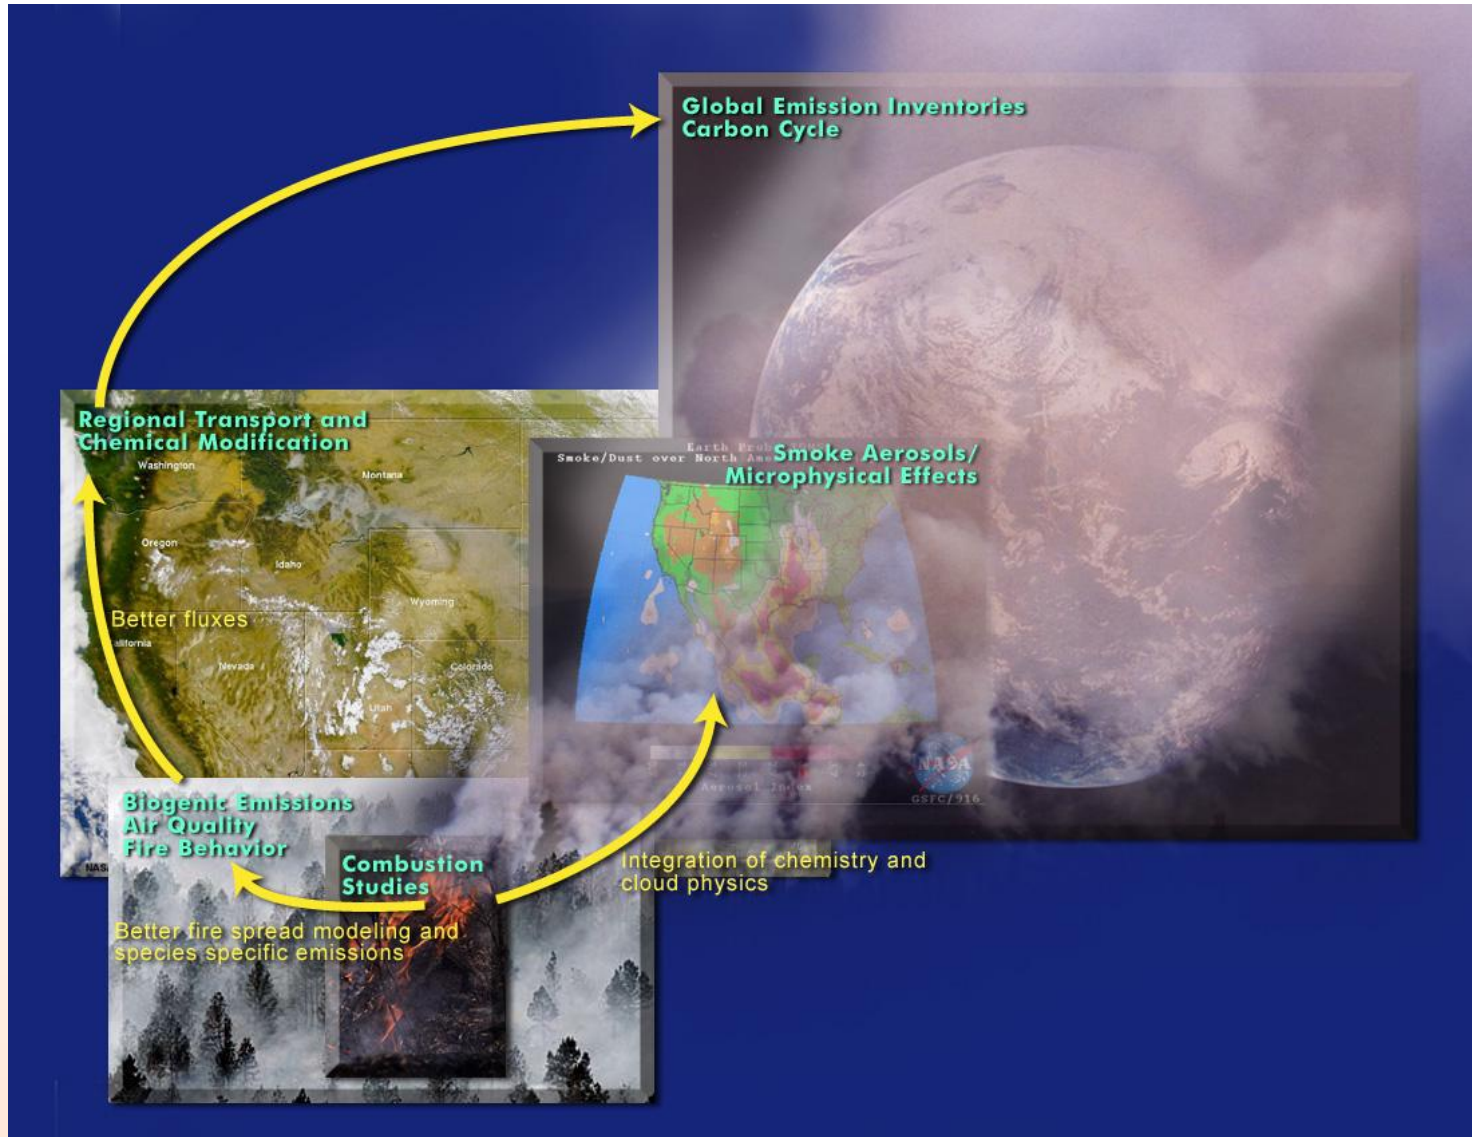 Global Emission Inventories
Carbon Cycle
Regional Transport and
Chemical Modification
Washington
Montana
Oregon
Idaho
Wyoming
Better fluxes
Nevada
Colorado
Utah
Earth
Smoke/Dust over North
Smoke Aerosols/
Microphysical Effects
Aerosol Index
NASA
GSFC/916
Biogenic Emissions
Air Quality
Fire Behavior
Combustion
Studies
Integration of chemistry and
cloud physics
Better fire spread modeling and
species specific emissions